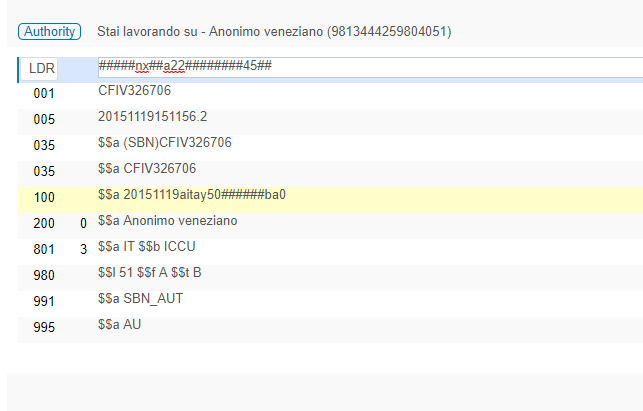 Authority Stai lavorando su - Anonimo veneziano (9813444259804051)
LDR #####nx##a22########45##
001 CFIV326706
005 20151119151156.2
035 $$a (SBN)CFIV326706
035 $$a CFIV326706
100 $$a 20151119aitay50######ba0
200 0 $$a Anonimo veneziano
801 3 $$a IT $$b ICCU
980 $$l 51 $$f A $$t B
991 $$a SBN_AUT
995 $$a AU